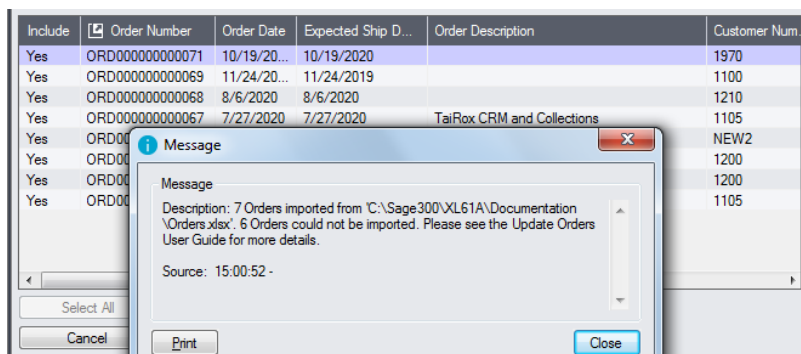 Include Order Number Order Date Expected Ship D... Order Description Customer Num.
Yes ORD000000000071 10/19/20... 10/19/2020 1970
Yes ORD000000000069 11/24/20... 11/24/2019 1100
Yes ORD000000000068 8/6/2020 8/6/2020 1210
Yes ORD000000000067 7/27/2020 7/27/2020 TaiRox CRM and Collections 1105
Yes ORD00 NEW2
Yes ORD00 1200
Yes ORD00 1200
Yes ORD00 1105
Message
Message
Description: 7 Orders imported from 'C:\Sage300\XL61A\Documentation
\Orders.xlsx'. 6 Orders could not be imported. Please see the Update Orders
User Guide for more details.
Source: 15:00:52 -
Select All
Cancel
Print
Close